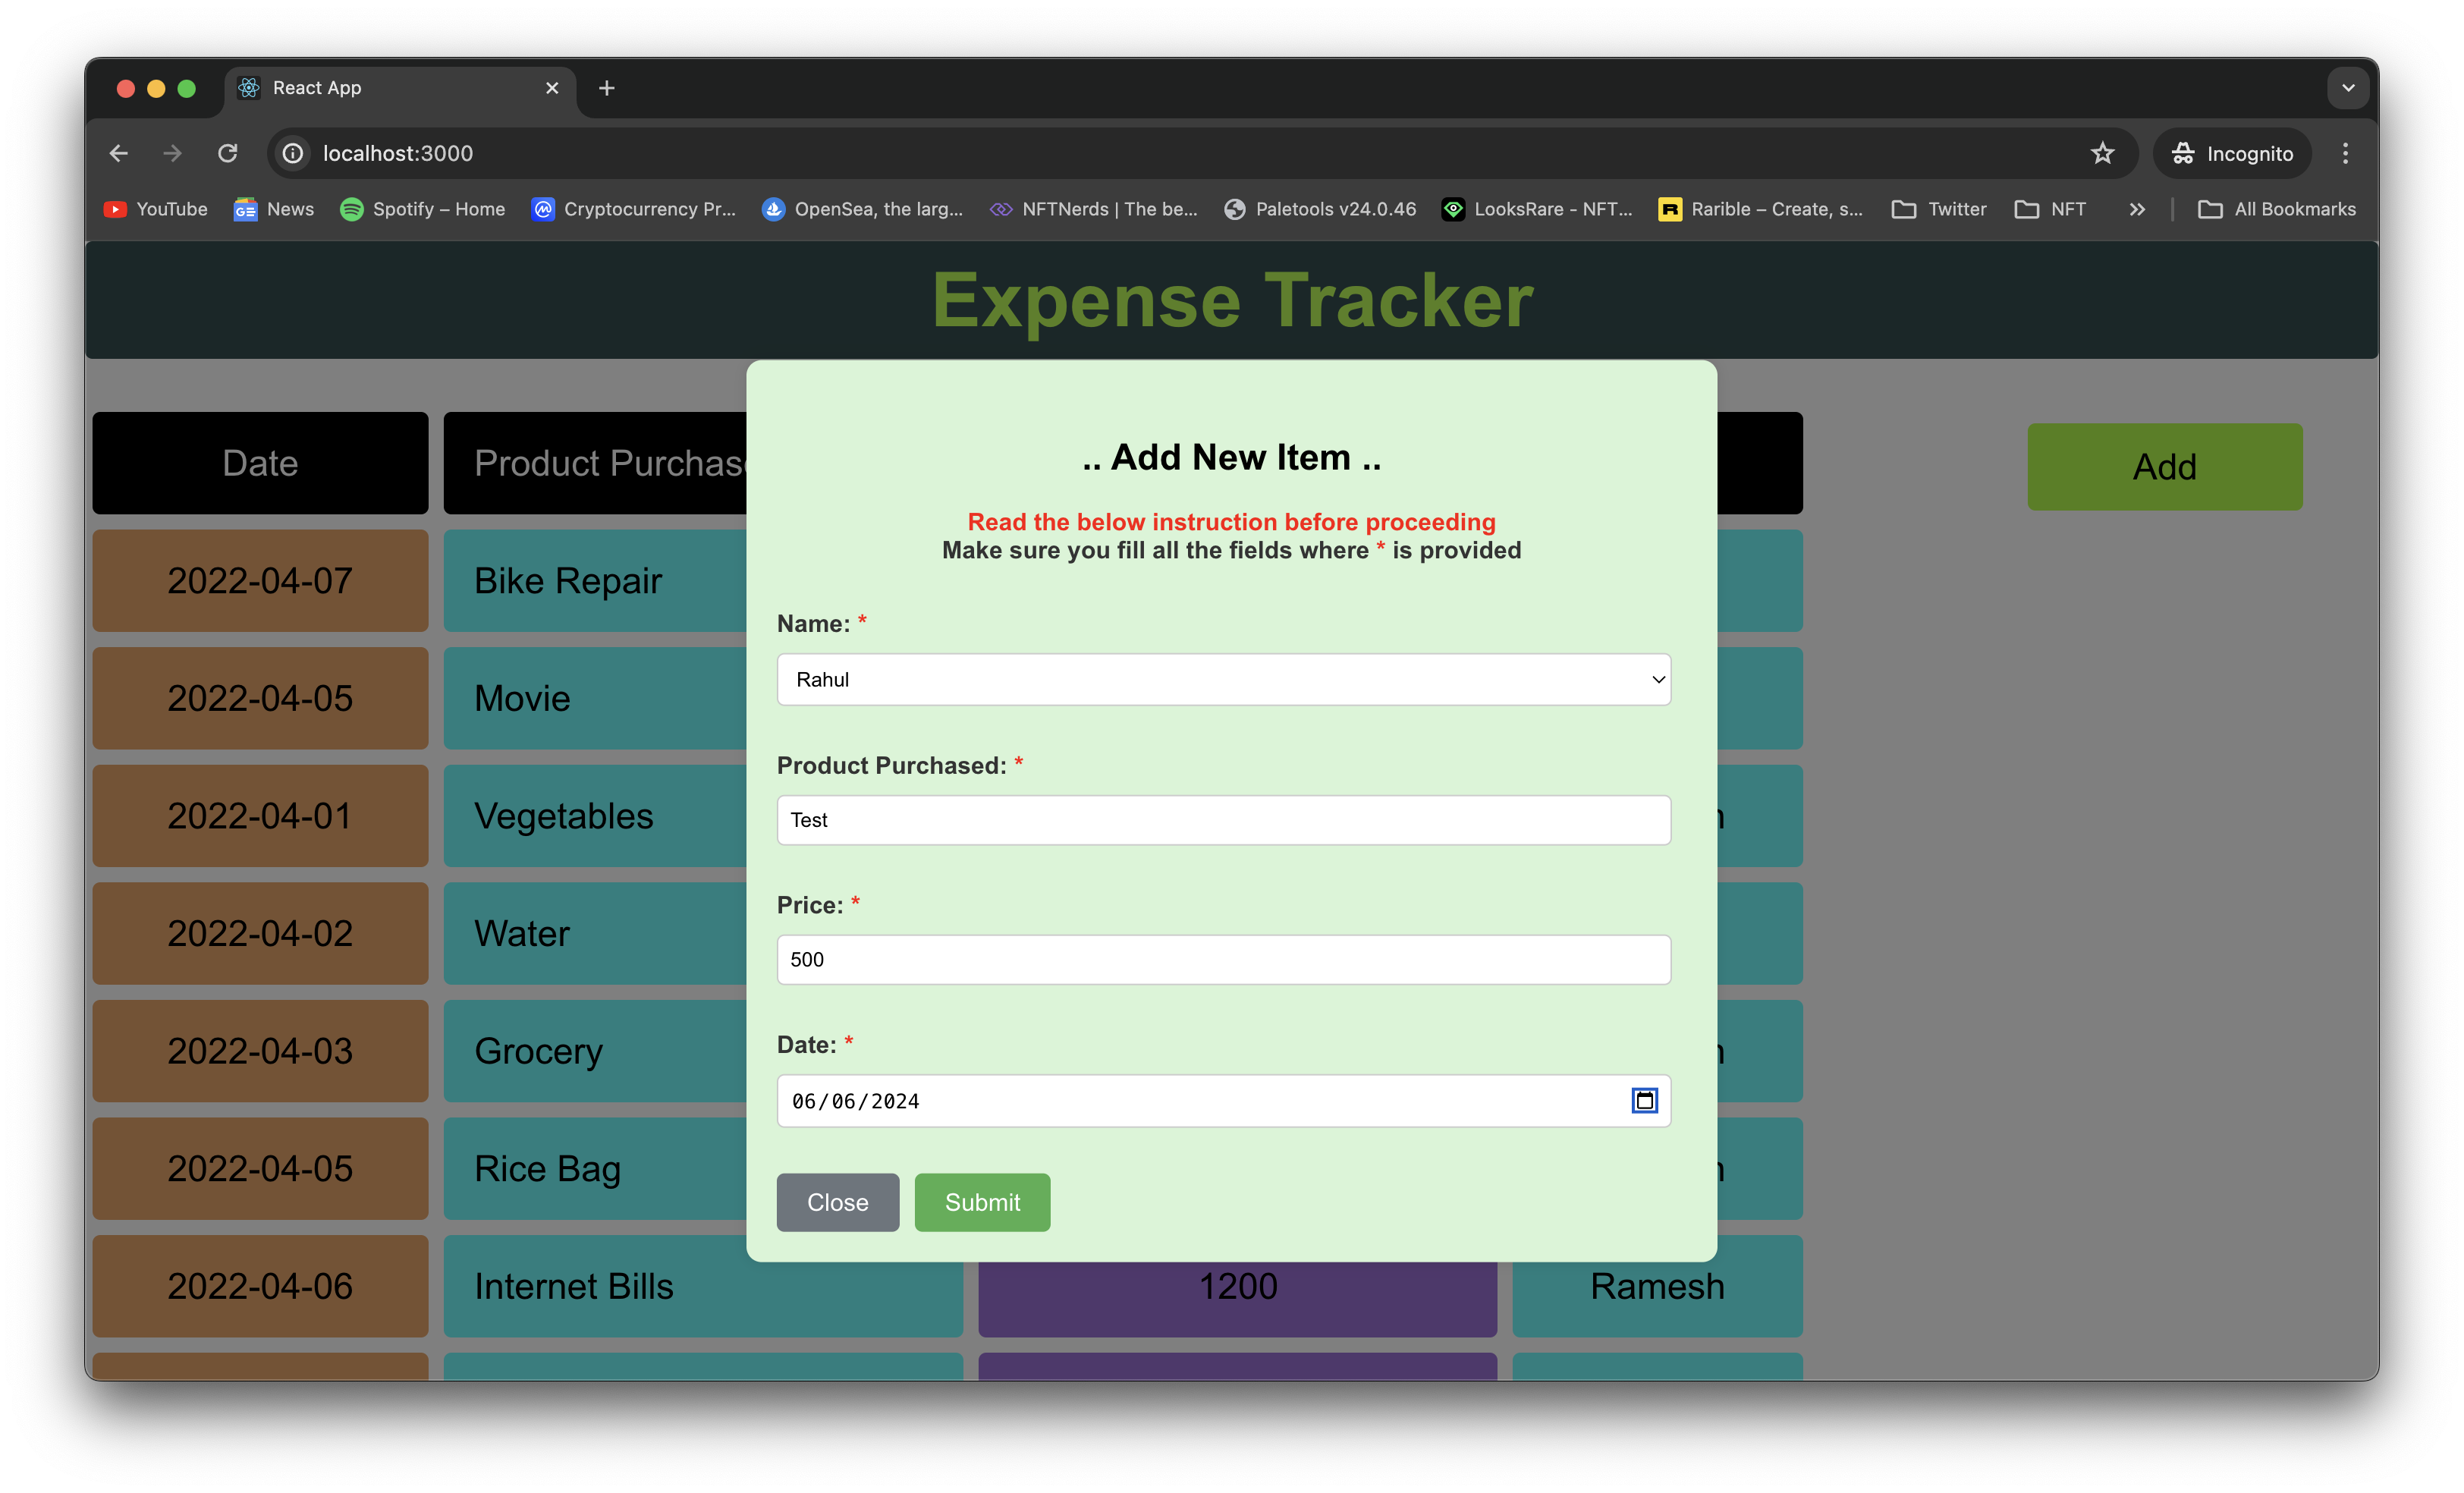 React App
localhost:3000
Incognito
YouTube News Spotify – Home Cryptocurrency Pr... OpenSea, the larg... NFTNerds | The be... Paletools v24.0.46 LooksRare - NFT... Rarible – Create, s... Twitter NFT All Bookmarks
Expense Tracker
Date Product Purchase Add
.. Add New Item ..
Read the below instruction before proceeding
Make sure you fill all the fields where * is provided
2022-04-07 Bike Repair
Name: *
Rahul
2022-04-05 Movie
Product Purchased: *
Test
2022-04-01 Vegetables
Price: *
500
2022-04-02 Water
Date: *
06/06/2024
2022-04-03 Grocery
Close Submit
2022-04-05 Rice Bag
2022-04-06 Internet Bills 1200 Ramesh